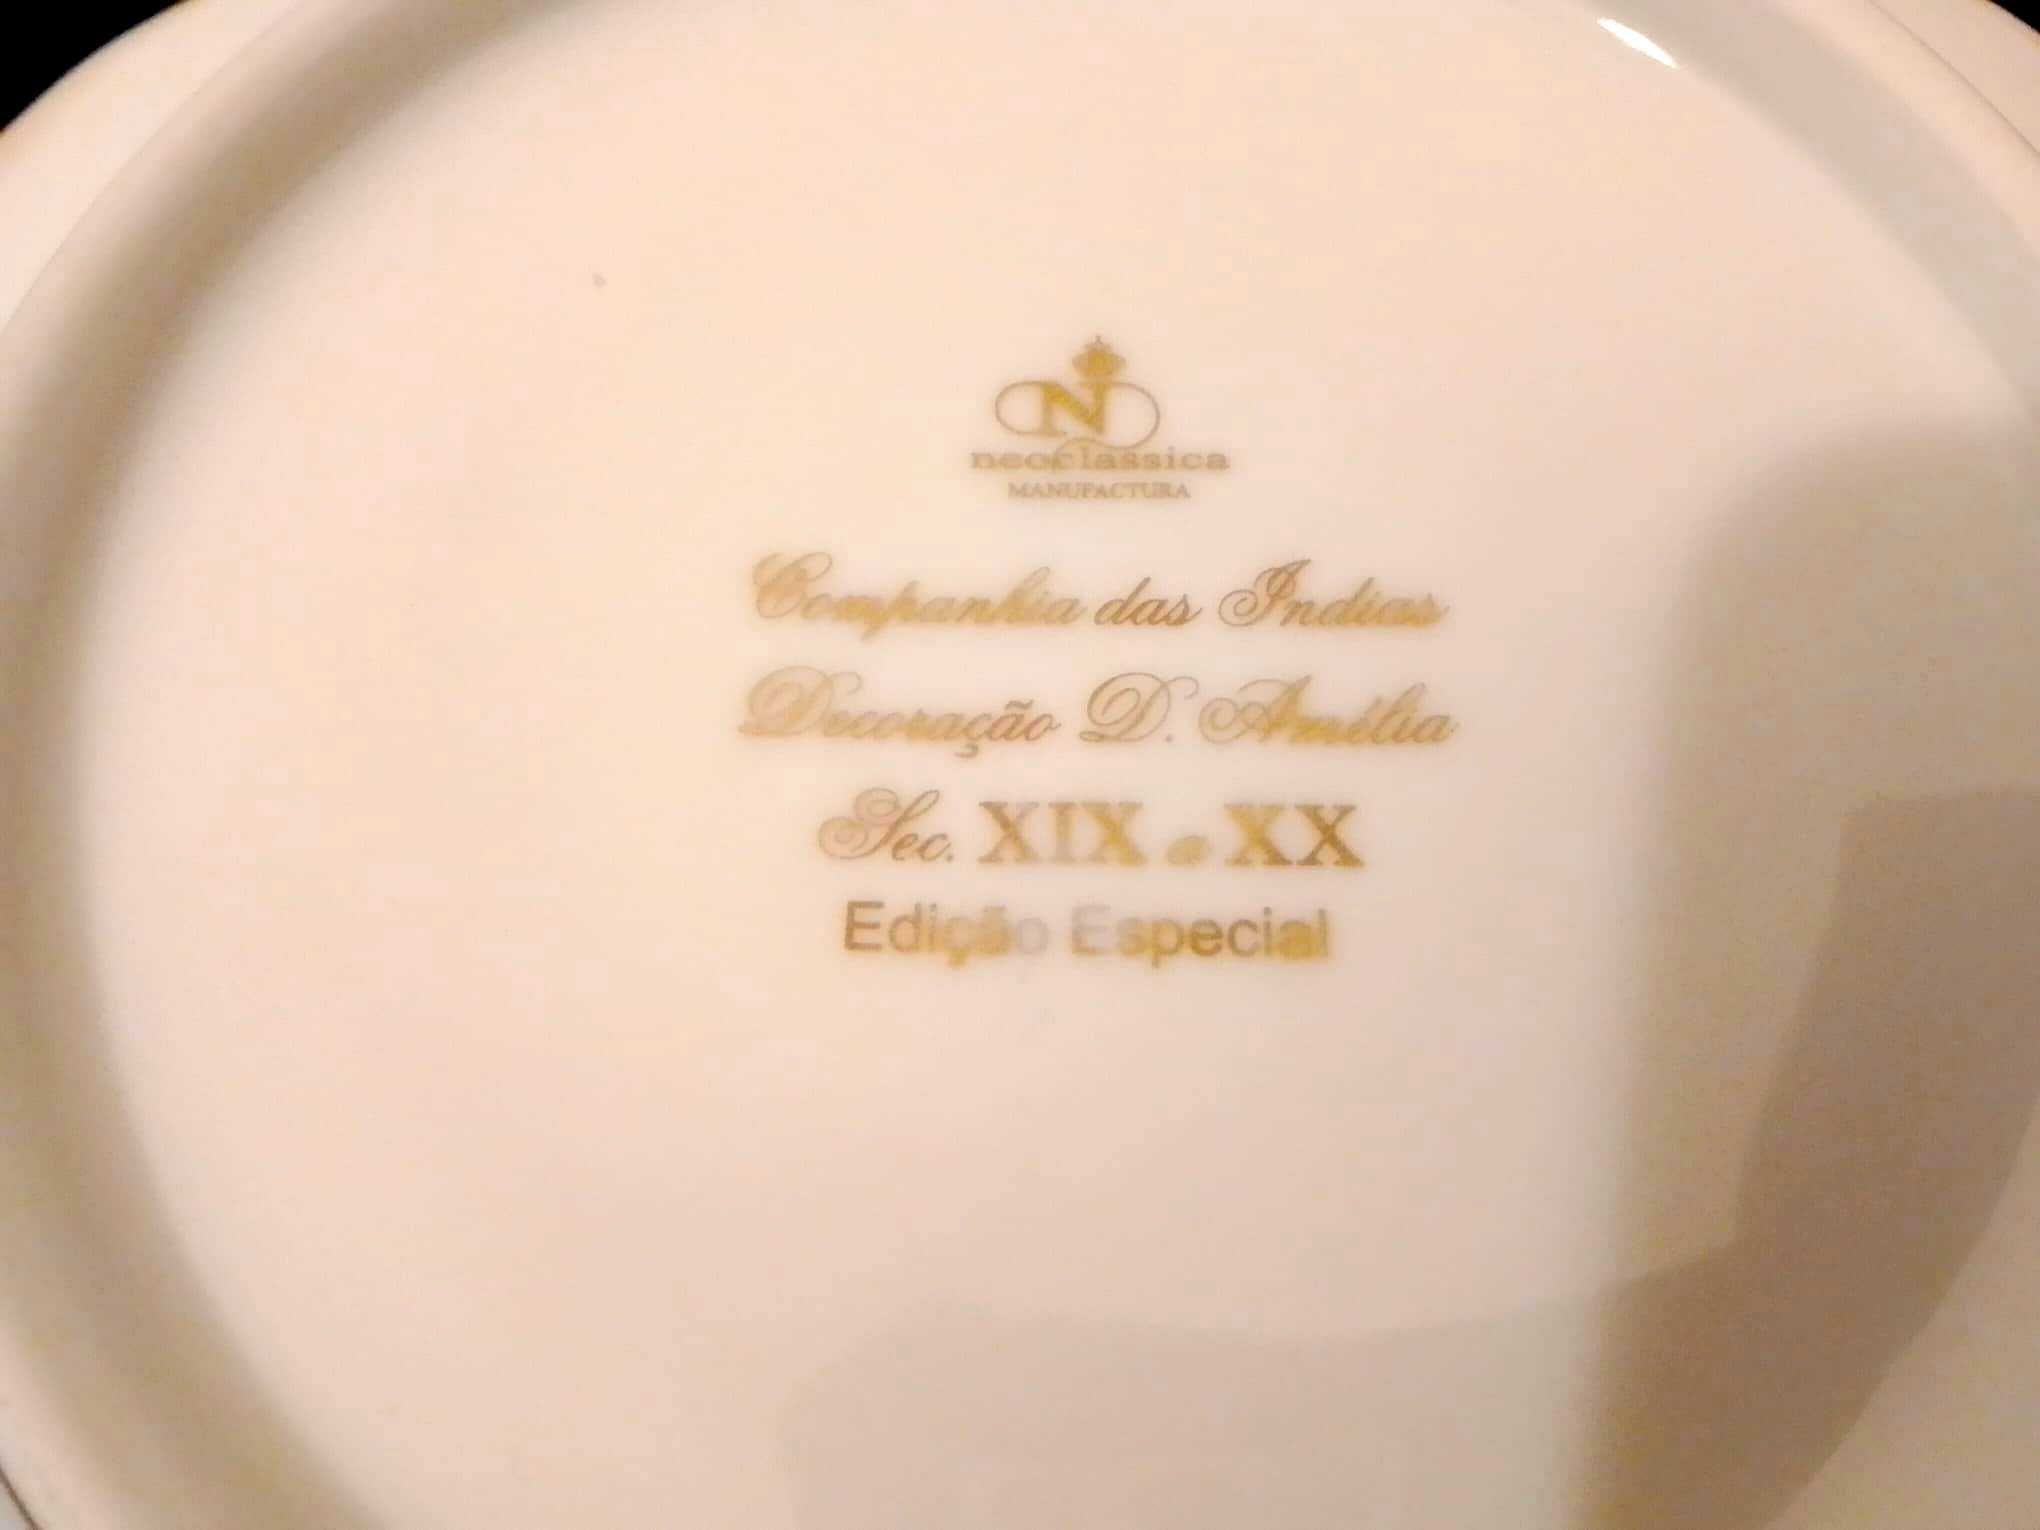 N
neoclassica
MANUFACTURA
Companhia das Indias
Decoração D. Amélia
Sec. XIX e XX
Edição Especial